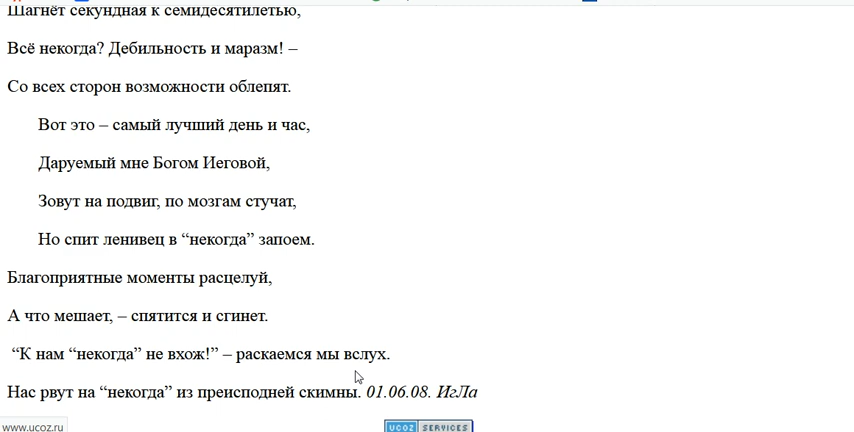 Шагнёт секундная к семидесятилетью,
Всё некогда? Дебильность и маразм! –
Со всех сторон возможности облепят.
Вот это – самый лучший день и час,
Даруемый мне Богом Иеговой,
Зовут на подвиг, по мозгам стучат,
Но спит ленивец в “некогда” запоем.
Благоприятные моменты расцелуй,
А что мешает, – спятится и сгинет.
“К нам “некогда” не вхож!” – раскаемся мы вслух.
Нас рвут на “некогда” из преисподней скимны. 01.06.08. ИгЛа
www.ucoz.ru
UCOZ SERVICES